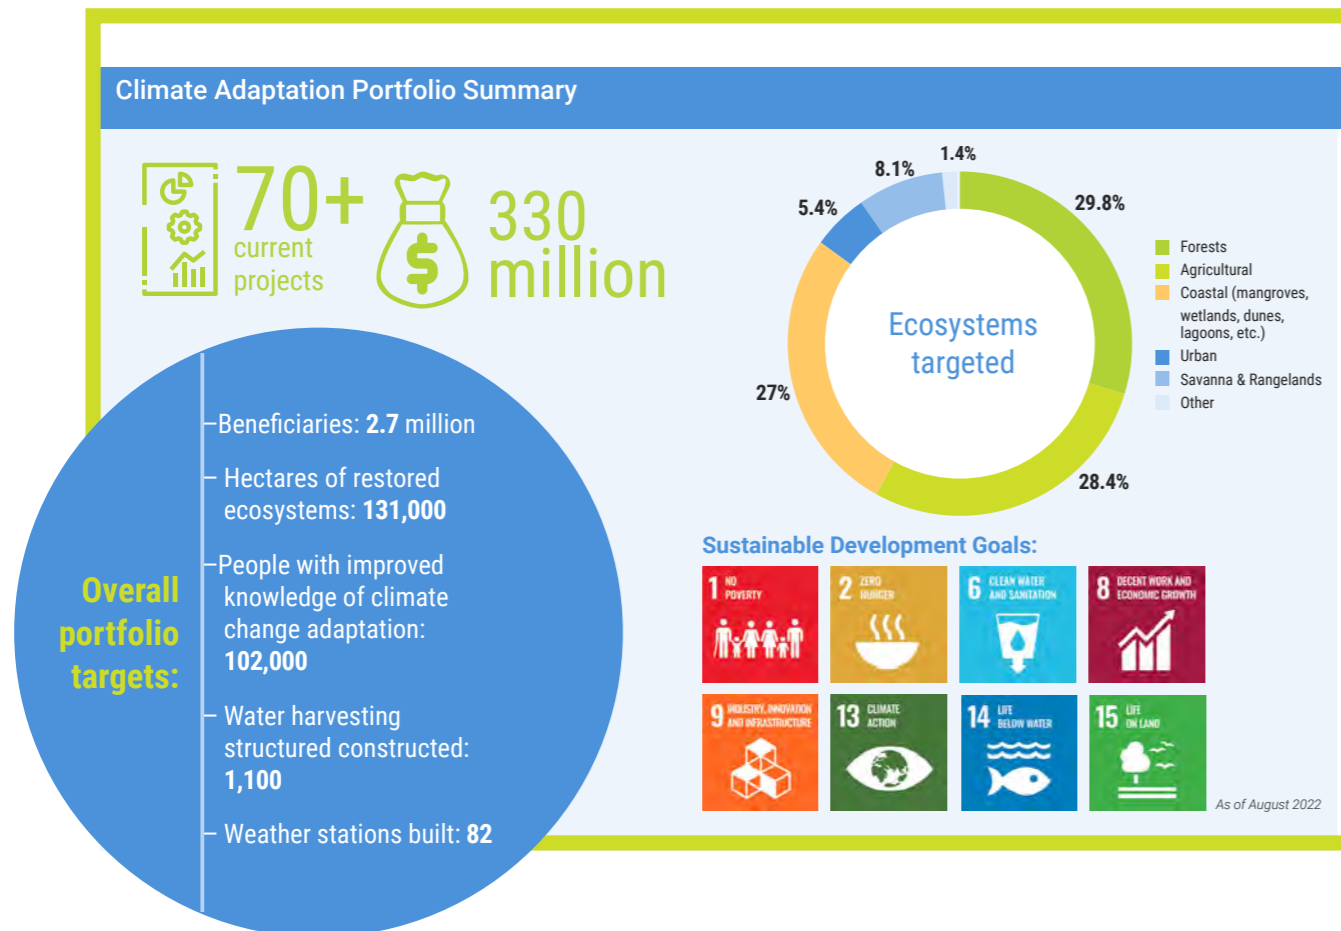 Climate Adaptation Portfolio Summary
70+
current
projects
$
330
million
Overall
portfolio
targets:
Beneficiaries: 2.7 million
Hectares of restored
ecosystems: 131,000
People with improved
knowledge of climate
change adaptation:
102,000
Water harvesting
structured constructed:
1,100
Weather stations built: 82
1.4%
8.1%
5.4%
29.8%
27%
28.4%
Ecosystems
targeted
Forests
Agricultural
Coastal (mangroves,
wetlands, dunes,
lagoons, etc.)
Urban
Savanna & Rangelands
Other
Sustainable Development Goals:
1 NO
POVERTY
2 ZERO
HUNGER
6 CLEAN WATER
AND SANITATION
8 DECENT WORK AND
ECONOMIC GROWTH
9 INDUSTRY, INNOVATION
AND INFRASTRUCTURE
13 CLIMATE
ACTION
14 LIFE
BELOW WATER
15 LIFE
ON LAND
As of August 2022